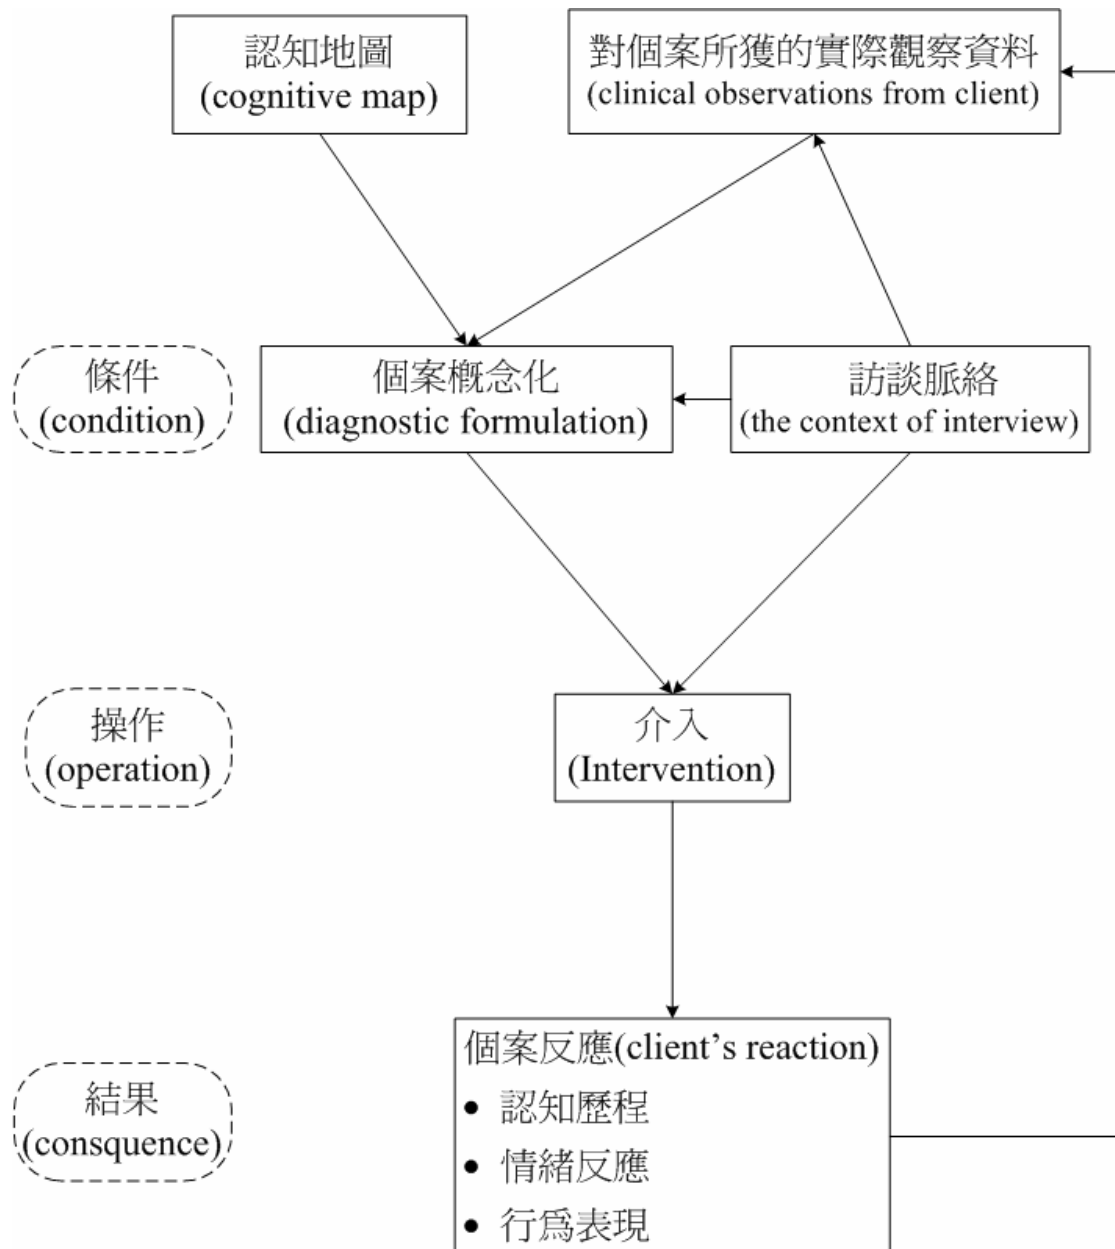 認知地圖
(cognitive map)
對個案所獲的實際觀察資料
(clinical observations from client)
條件
(condition)
個案概念化
(diagnostic formulation)
訪談脈絡
(the context of interview)
操作
(operation)
介入
(Intervention)
結果
(consquence)
個案反應(client’s reaction)
• 認知歷程
• 情緒反應
• 行為表現